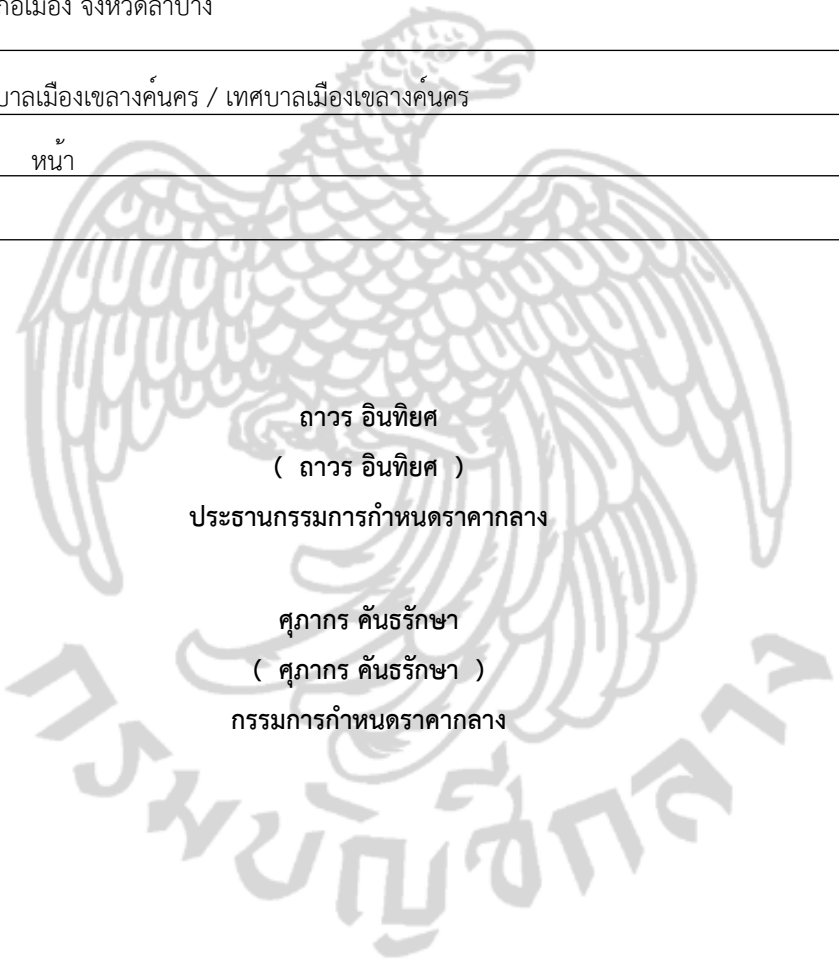 จังหวัดลำปาง
เทศบาลเมืองเขลางค์นคร / เทศบาลเมืองเขลางค์นคร
หน้า
ถาวร อินทิยศ
( ถาวร อินทิยศ )
ประธานกรรมการกำหนดราคากลาง
ศุภากร คันธรักษา
( ศุภากร คันธรักษา )
กรรมการกำหนดราคากลาง
กรมบัญชีกลาง